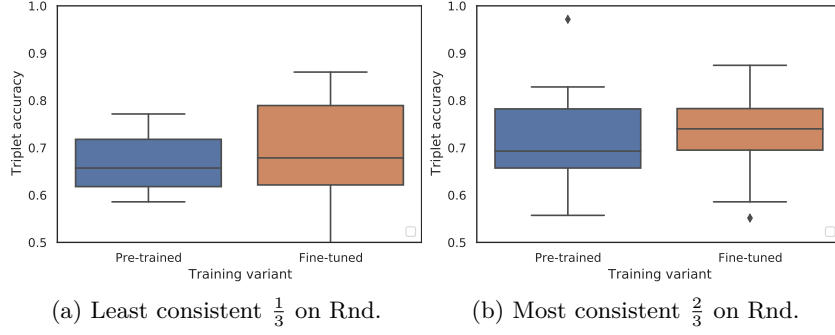 1.0
0.9
0.8
0.7
0.6
0.5
Triplet accuracy
Pre-trained
Fine-tuned
Training variant
(a) Least consistent 1/3 on Rnd.
1.0
0.9
0.8
0.7
0.6
0.5
Triplet accuracy
Pre-trained
Fine-tuned
Training variant
(b) Most consistent 2/3 on Rnd.